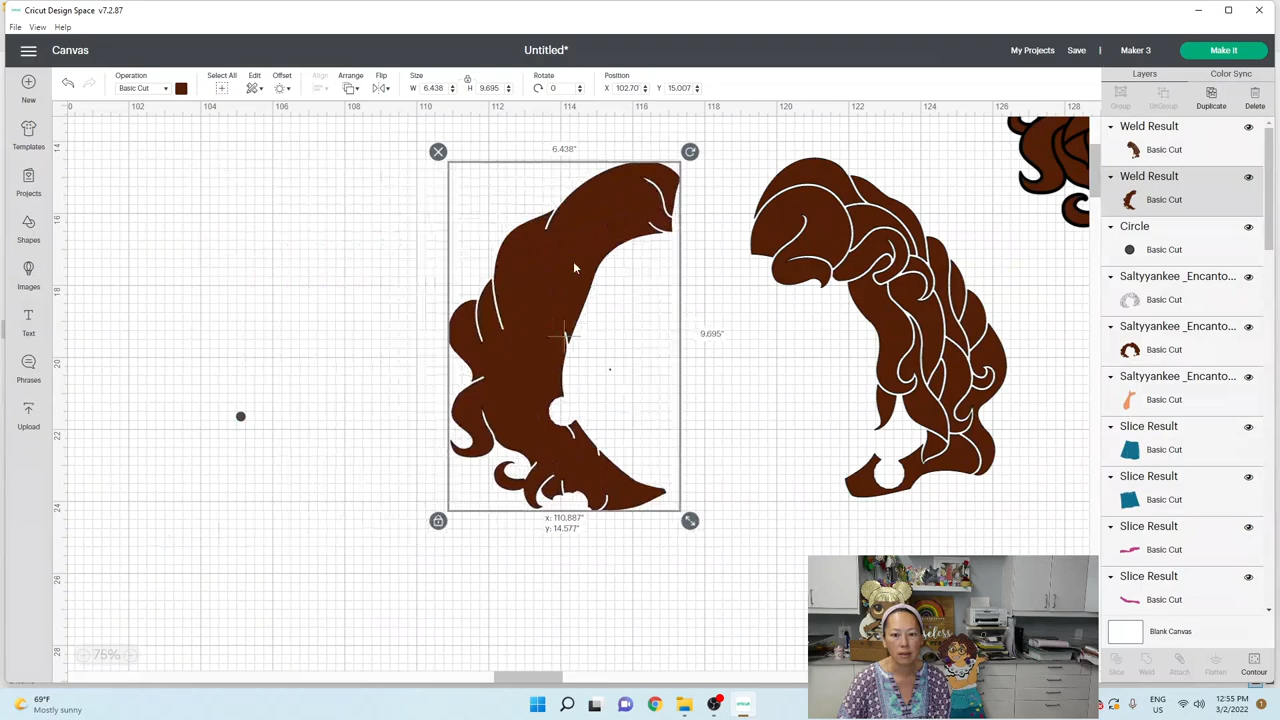 Cricut Design Space v7.2.87
File View Help
Canvas
Untitled*
My Projects Save | Maker 3 Make It
Operation
Basic Cut
Select All
Edit
Offset
Align
Arrange
Flip
Size
W 6.438 H 9.695
Rotate
0
Position
X 102.70 Y 15.007
Layers Color Sync
Group UnGroup Duplicate Delete
0 102 104 105 106 108 110 112 113 114 116 117 118 120 121 122 124 125 126 128
14
16
18
20
22
24
26
28
New
Templates
Projects
Shapes
Images
Text
Phrases
Upload
6.438"
9.695"
x: 110.887"
y: 14.577"
Weld Result
Basic Cut
Weld Result
Basic Cut
Circle
Basic Cut
Saltyyankee_Encanto...
Basic Cut
Saltyyankee_Encanto...
Basic Cut
Saltyyankee_Encanto...
Basic Cut
Slice Result
Basic Cut
Slice Result
Basic Cut
Slice Result
Basic Cut
Slice Result
Basic Cut
Blank Canvas
Slice Weld Attach Flatten Contour
75%
69°F
Mostly sunny
ENG
US
12:55 PM
3/2/2022